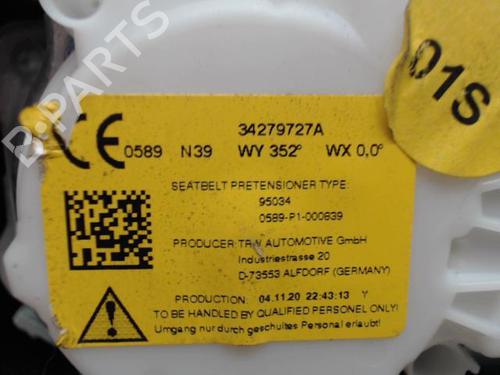 B-PARTS
01S
CE 0589 N39 34279727A WY 352° WX 0,0°
SEATBELT PRETENSIONER TYPE
95034
0589-P1-000639
PRODUCER TRW AUTOMOTIVE GmbH
Industriestrasse 20
D-73553 ALFDORF (GERMANY)
PRODUCTION: 04.11.20 22:43:13 Y
TO BE HANDLED BY QUALIFIED PERSONEL ONLY!
Umgang nur durch geschultes Personal erlaubt!